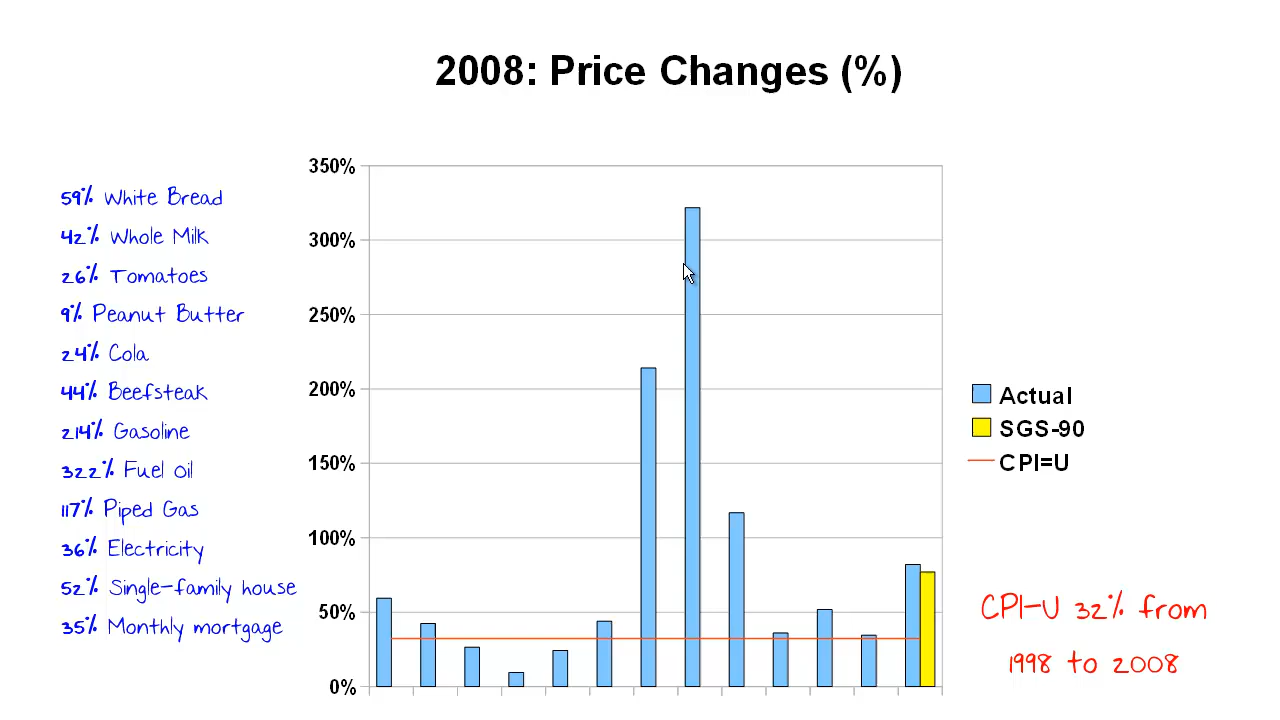 2008: Price Changes (%)
59% White Bread
42% Whole Milk
26% Tomatoes
9% Peanut Butter
24% Cola
44% Beefsteak
214% Gasoline
322% Fuel Oil
117% Piped Gas
36% Electricity
52% Single-family house
35% Monthly mortgage
350%
300%
250%
200%
150%
100%
50%
0%
Actual
SGS-90
CPI=U
CPI-U 32% from
1998 to 2008